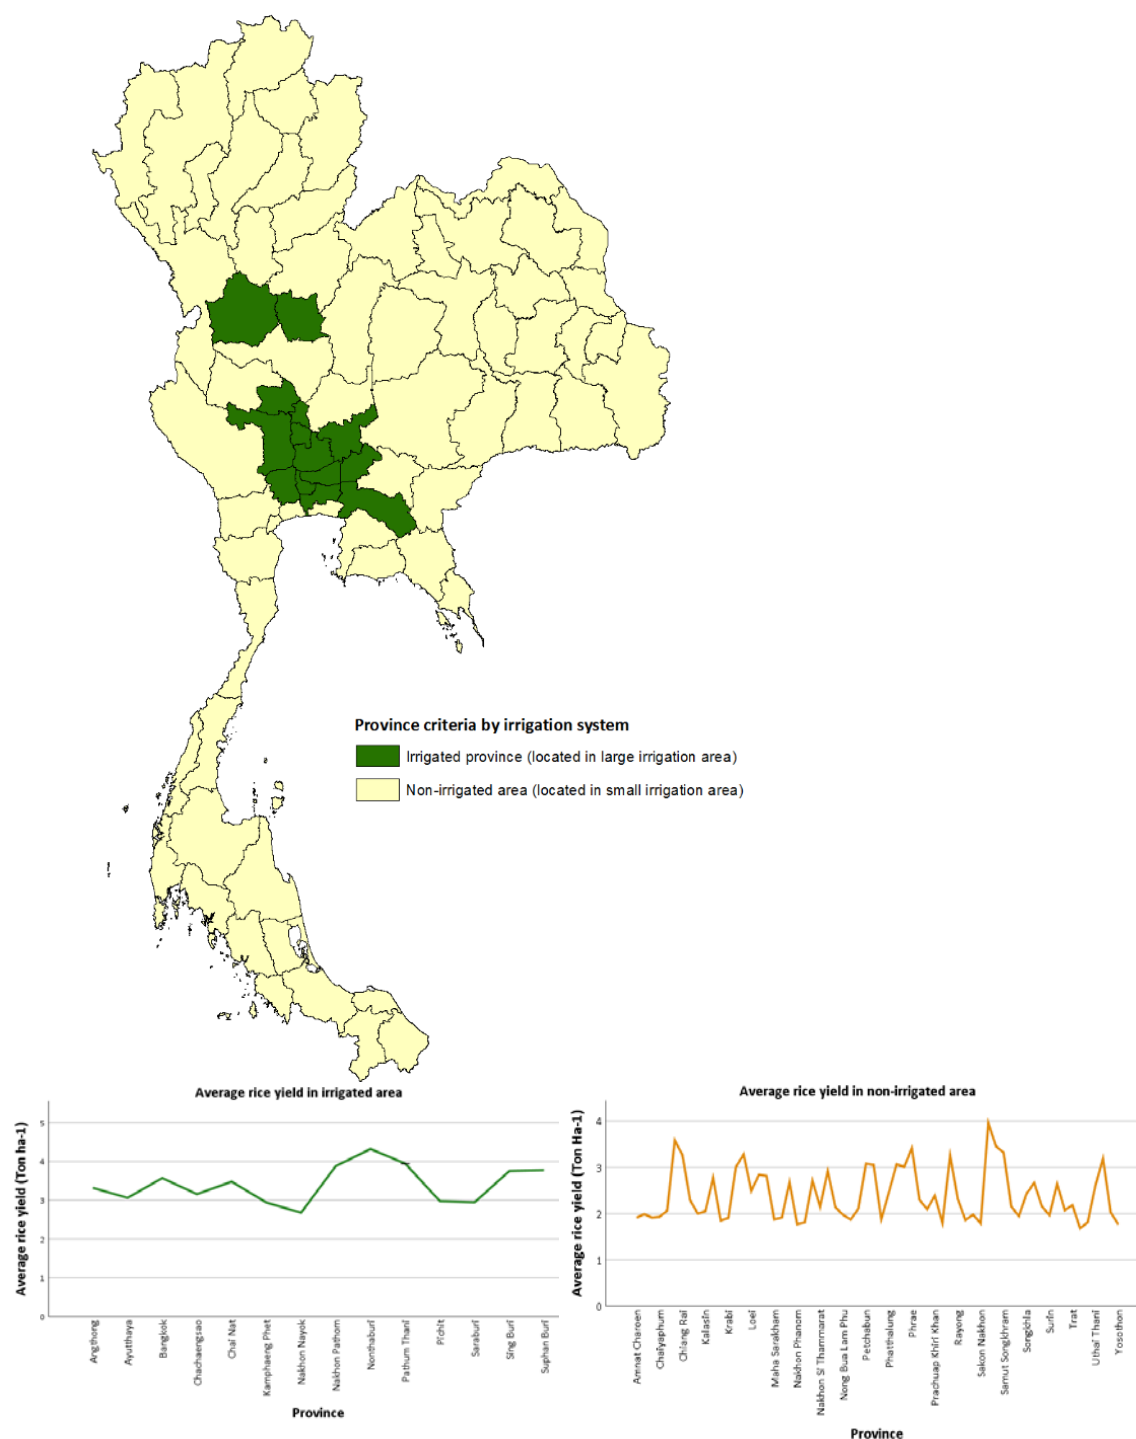 Province criteria by irrigation system
Irrigated province (located in large irrigation area)
Non-irrigated area (located in small irrigation area)
Average rice yield in irrigated area
Average rice yield (Ton ha-1)
5
4
3
2
1
0
Angthong
Ayutthaya
Bangkok
Chachaengsao
Chai Nat
Kamphaeng Phet
Nakhon Nayok
Nakhon Pathom
Nonthaburi
Pathum Thani
Pichit
Saraburi
Sing Buri
Suphan Buri
Province
Average rice yield in non-irrigated area
Average rice yield (Ton Ha-1)
4
3
2
1
0
Amnat Charoen
Chaiyaphum
Chiang Rai
Kalasin
Krabi
Loei
Maha Sarakham
Nakhon Phanom
Nakhon Si Thammarat
Nong Bua Lam Phu
Petchabun
Phatthalung
Phrae
Prachuap Khiri Khan
Rayong
Sakon Nakhon
Samut Songkhram
Songkhla
Surin
Trat
Uthai Thani
Yosothon
Province